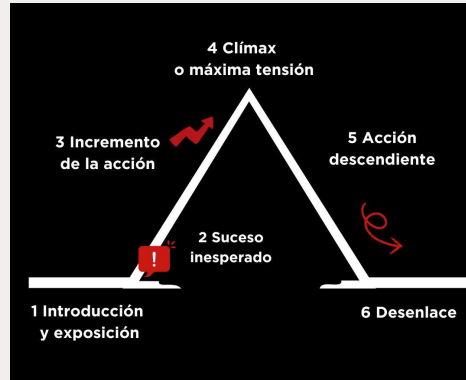 4 Clímax
o máxima tensión
3 Incremento
de la acción
5 Acción
descendiente
2 Suceso
inesperado
!
1 Introducción
y exposición
6 Desenlace